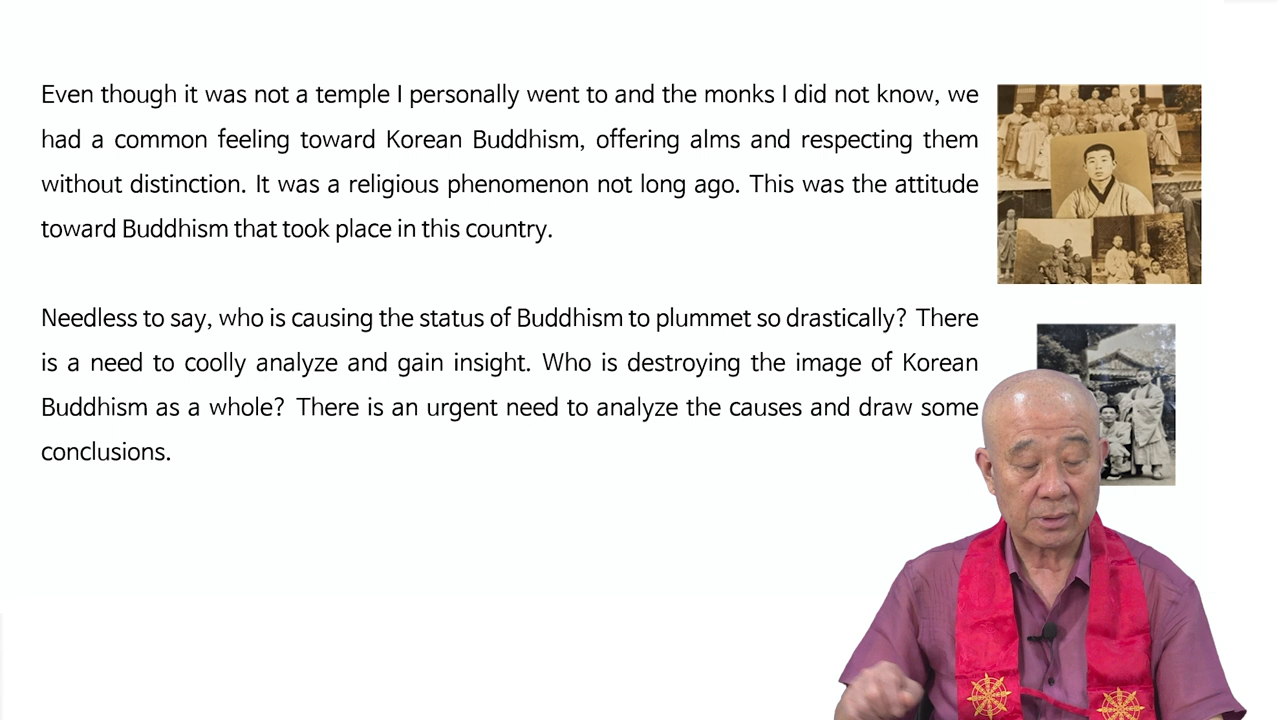 Even though it was not a temple I personally went to and the monks I did not know, we
had a common feeling toward Korean Buddhism, offering alms and respecting them
without distinction. It was a religious phenomenon not long ago. This was the attitude
toward Buddhism that took place in this country.
Needless to say, who is causing the status of Buddhism to plummet so drastically? There
is a need to coolly analyze and gain insight. Who is destroying the image of Korean
Buddhism as a whole? There is an urgent need to analyze the causes and draw some
conclusions.